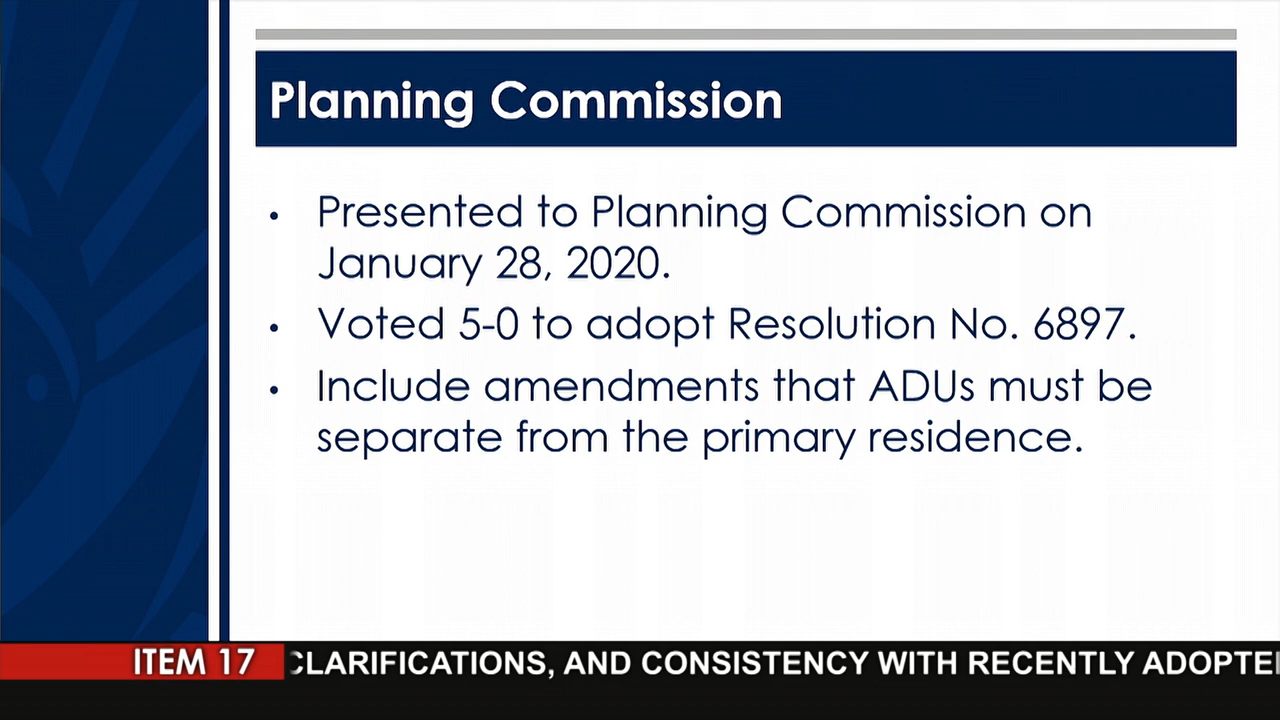 Planning Commission
• Presented to Planning Commission on
January 28, 2020.
• Voted 5-0 to adopt Resolution No. 6897.
• Include amendments that ADUs must be
separate from the primary residence.
ITEM 17 CLARIFICATIONS, AND CONSISTENCY WITH RECENTLY ADOPTE